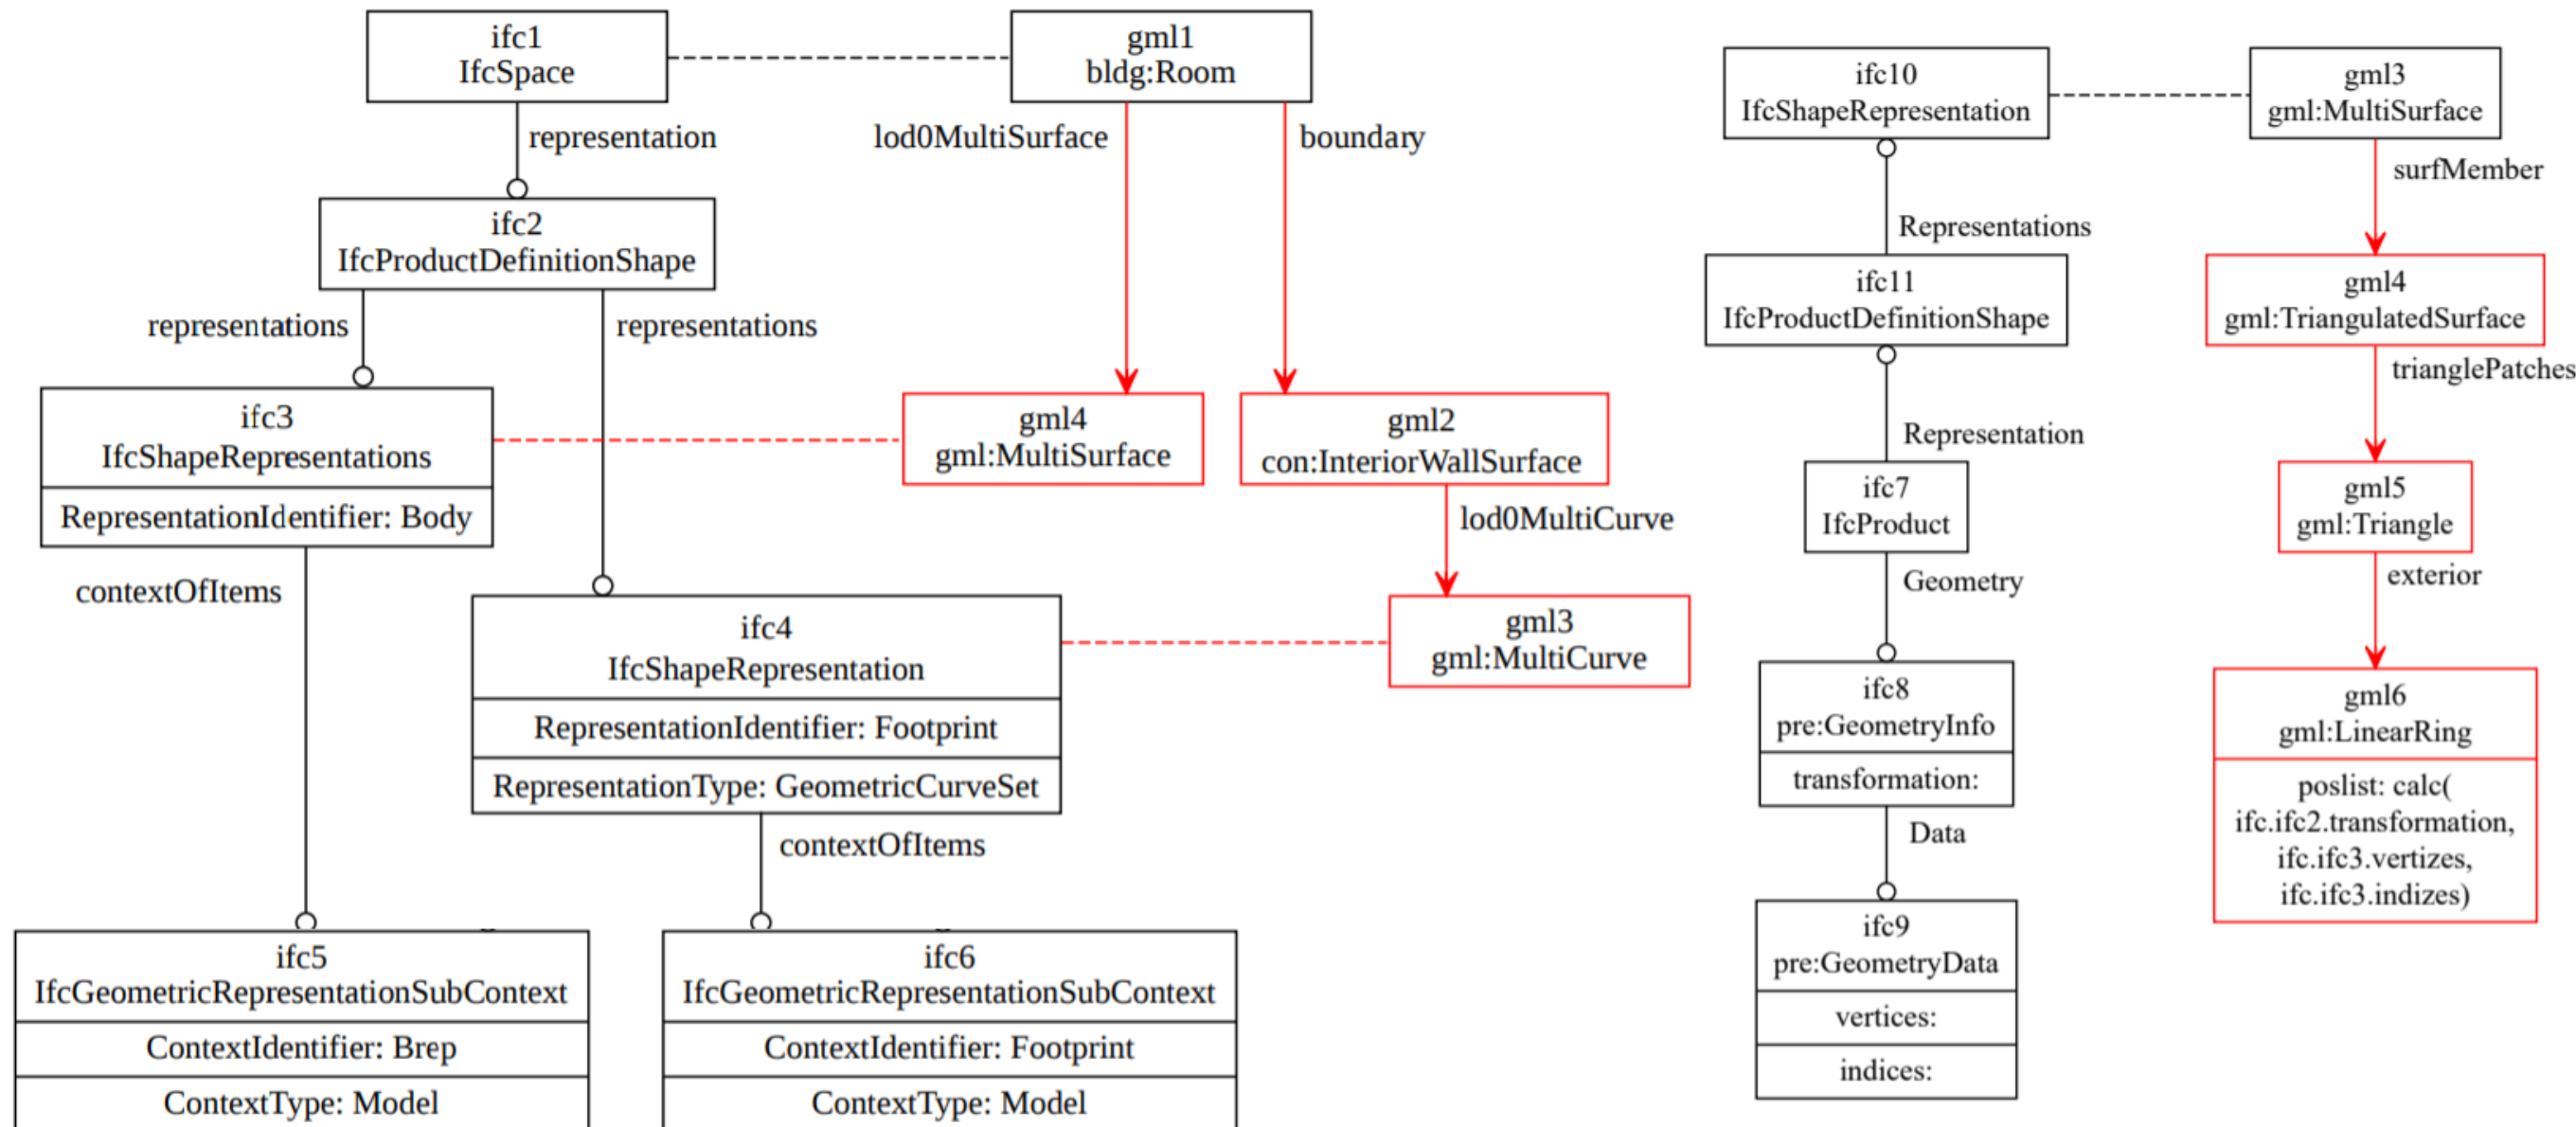 ifc1
IfcSpace
gml1
bldg:Room
representation
lod0MultiSurface
boundary
ifc2
IfcProductDefinitionShape
representations
representations
ifc3
IfcShapeRepresentations
RepresentationIdentifier: Body
gml4
gml:MultiSurface
gml2
con:InteriorWallSurface
lod0MultiCurve
contextOfItems
ifc4
IfcShapeRepresentation
RepresentationIdentifier: Footprint
RepresentationType: GeometricCurveSet
gml3
gml:MultiCurve
contextOfItems
ifc5
IfcGeometricRepresentationSubContext
ContextIdentifier: Brep
ContextType: Model
ifc6
IfcGeometricRepresentationSubContext
ContextIdentifier: Footprint
ContextType: Model
ifc10
IfcShapeRepresentation
gml3
gml:MultiSurface
surfMember
Representations
ifc11
IfcProductDefinitionShape
gml4
gml:TriangulatedSurface
trianglePatches
Representation
ifc7
IfcProduct
gml5
gml:Triangle
Geometry
exterior
ifc8
pre:GeometryInfo
transformation:
Data
ifc9
pre:GeometryData
vertices:
indices:
gml6
gml:LinearRing
poslist: calc(
ifc.ifc2.transformation,
ifc.ifc3.vertizes,
ifc.ifc3.indizes)